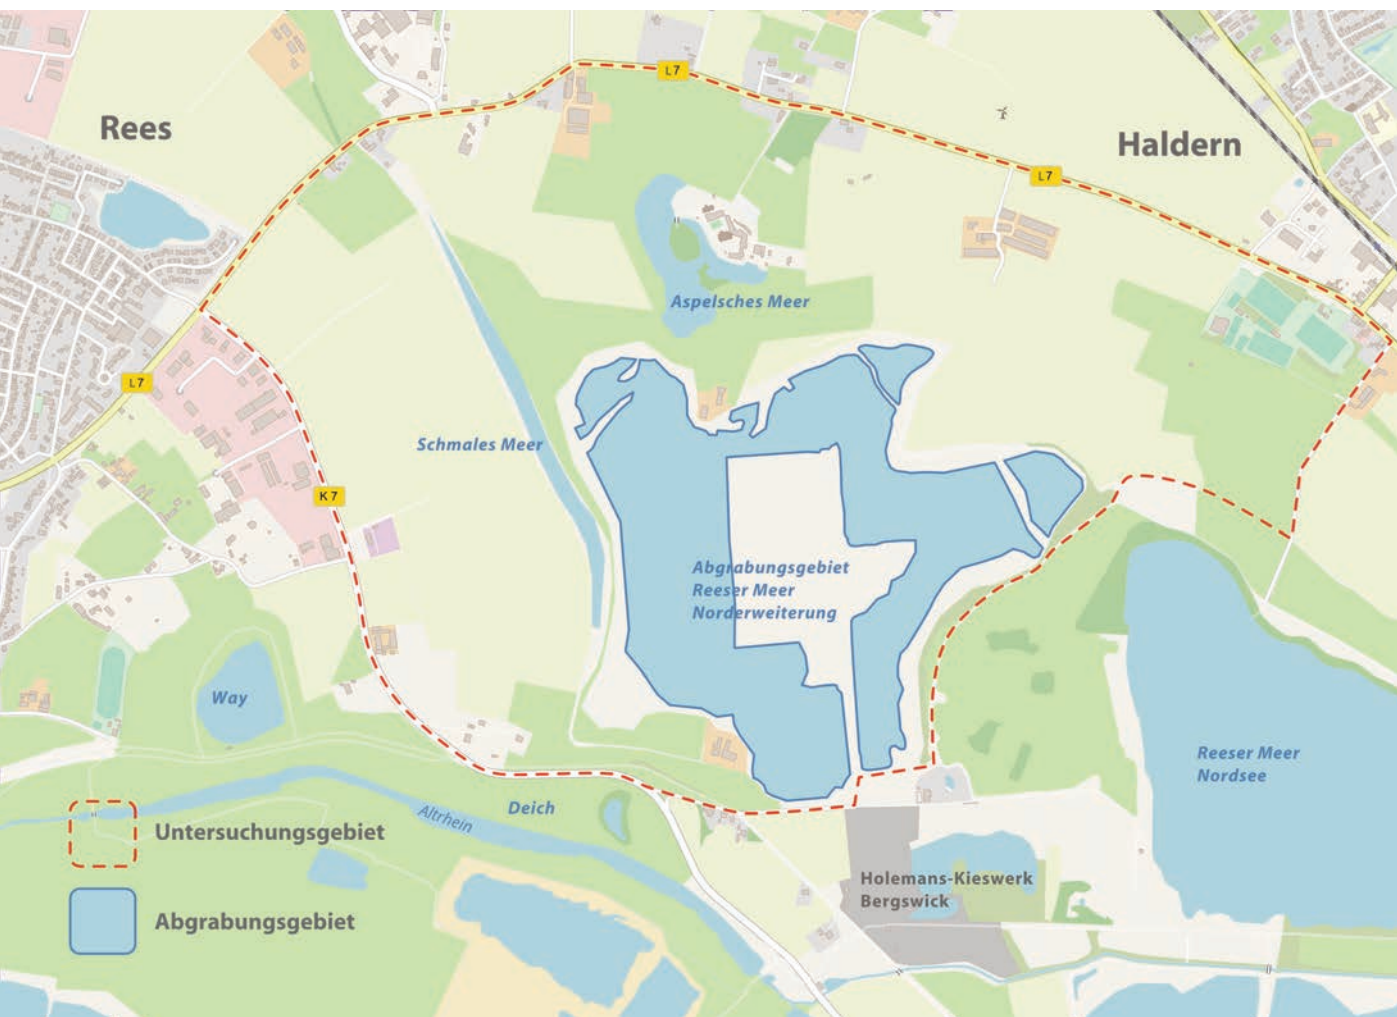 L7
Rees
Haldern
L7
Aspelsches Meer
L7
Schmales Meer
K7
Abgrabungsgebiet
Reeser Meer
Norderweiterung
Way
Reeser Meer
Nordsee
Deich
Altrhein
Untersuchungsgebiet
Holemans-Kieswerk
Bergswick
Abgrabungsgebiet